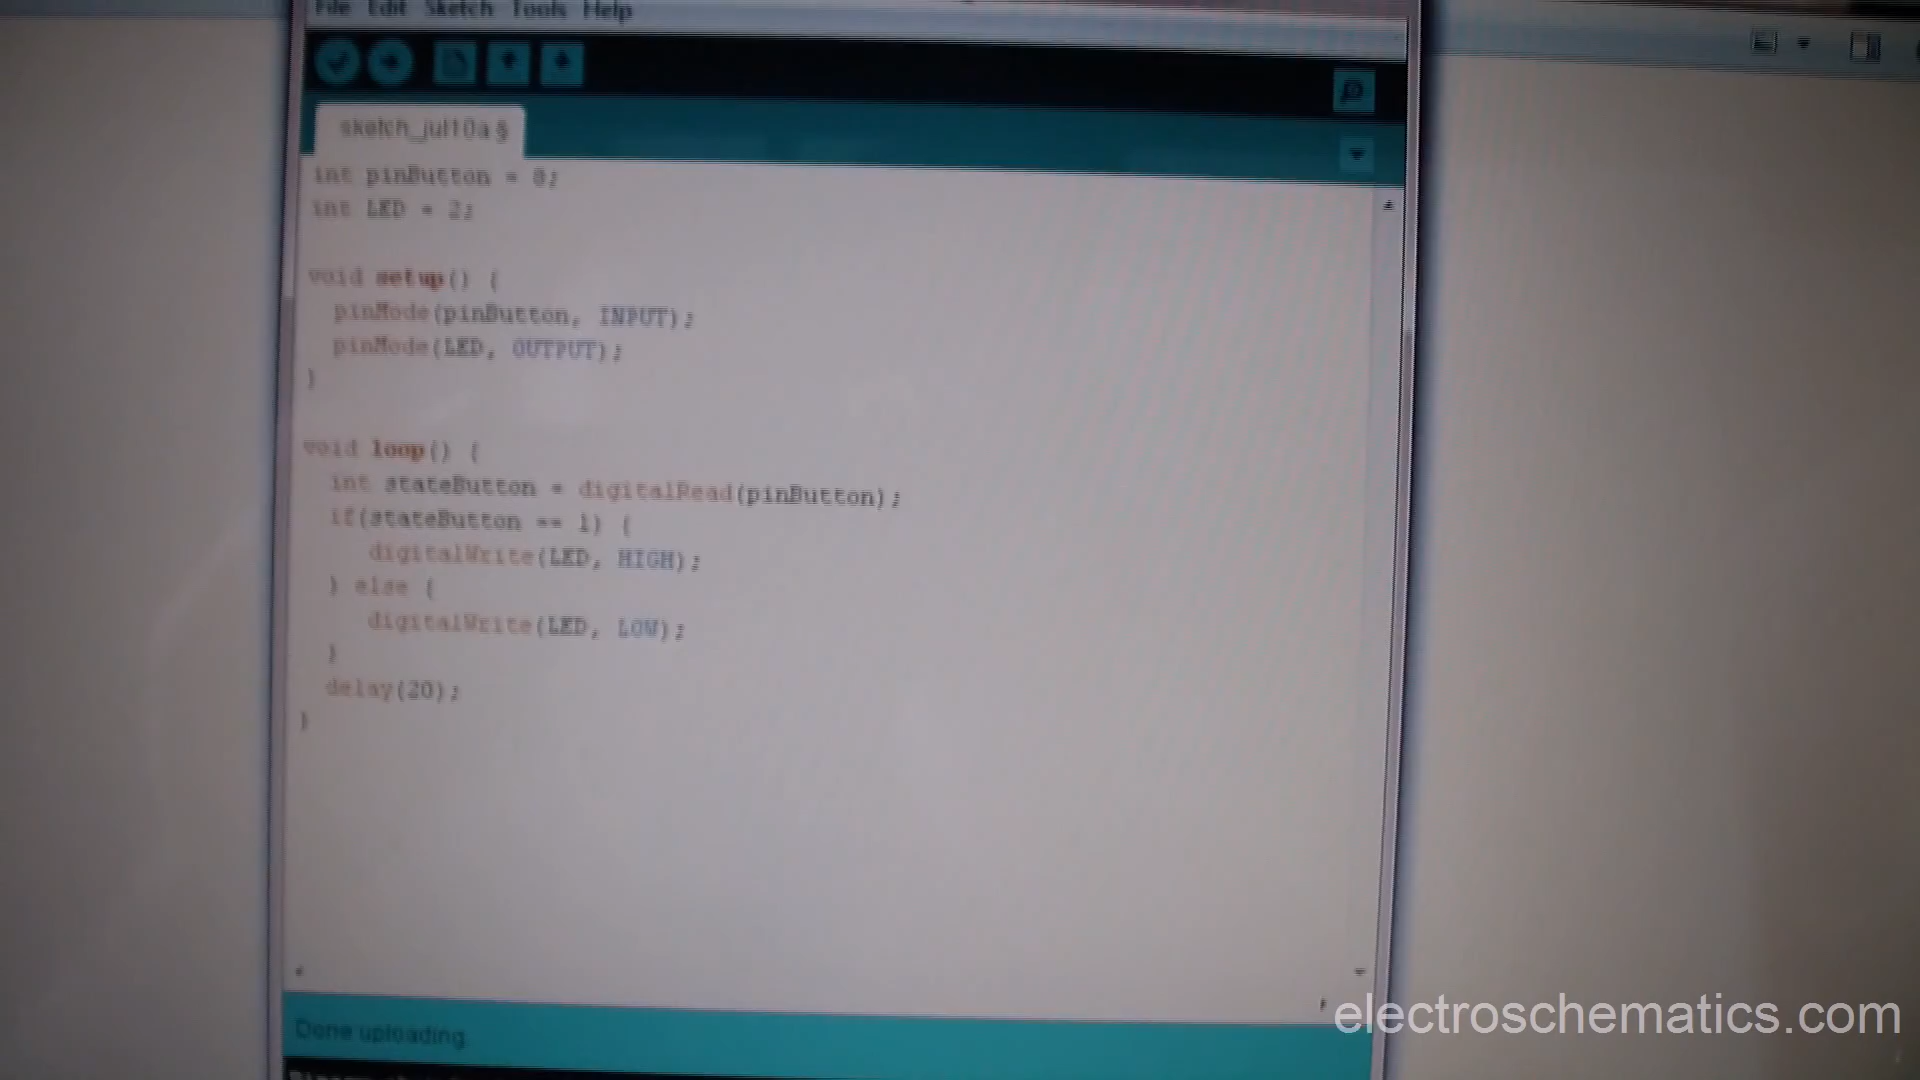 File Edit Sketch Tools Help
sketch_jul10a §
int pinButton = 8;
int LED = 2;
void setup() {
pinMode(pinButton, INPUT);
pinMode(LED, OUTPUT);
}
void loop() {
int stateButton = digitalRead(pinButton);
if(stateButton == 1) {
digitalWrite(LED, HIGH);
} else {
digitalWrite(LED, LOW);
}
delay(20);
}
Done uploading.
electroschematics.com